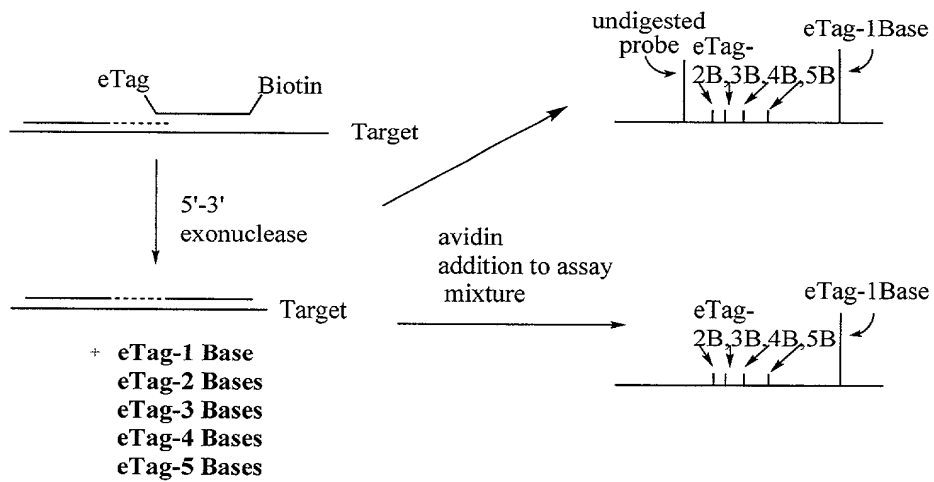 eTag
Biotin
Target
5'-3'
exonuclease
Target
+ eTag-1 Base
eTag-2 Bases
eTag-3 Bases
eTag-4 Bases
eTag-5 Bases
undigested
probe
eTag-
2B,3B,4B,5B
eTag-1Base
avidin
addition to assay
mixture
eTag-
2B,3B,4B,5B
eTag-1Base